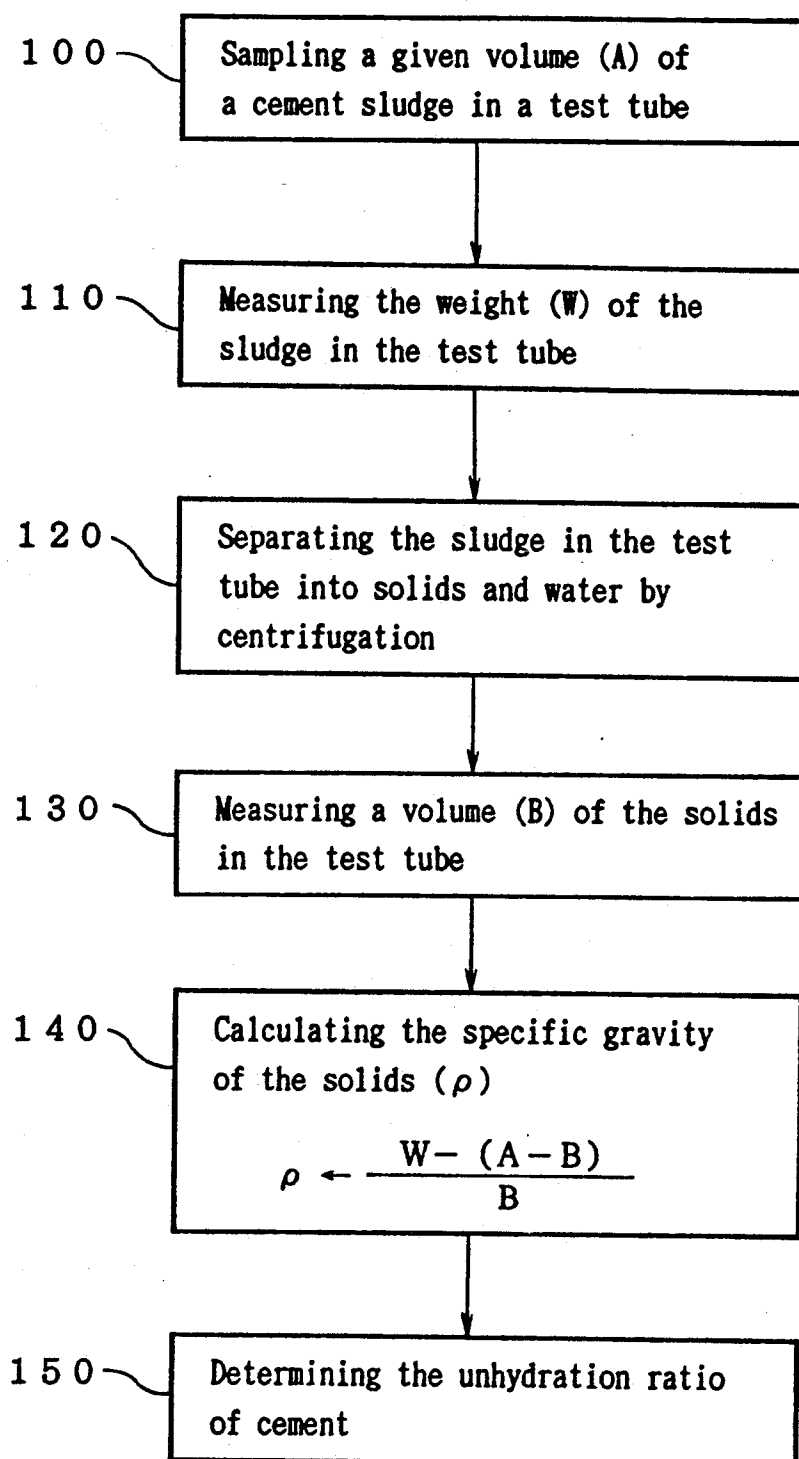 100
Sampling a given volume (A) of
a cement sludge in a test tube
110
Measuring the weight (W) of the
sludge in the test tube
120
Separating the sludge in the test
tube into solids and water by
centrifugation
130
Measuring a volume (B) of the solids
in the test tube
140
Calculating the specific gravity
of the solids (ρ)
W− (A−B)
ρ ←
B
150
Determining the unhydration ratio
of cement